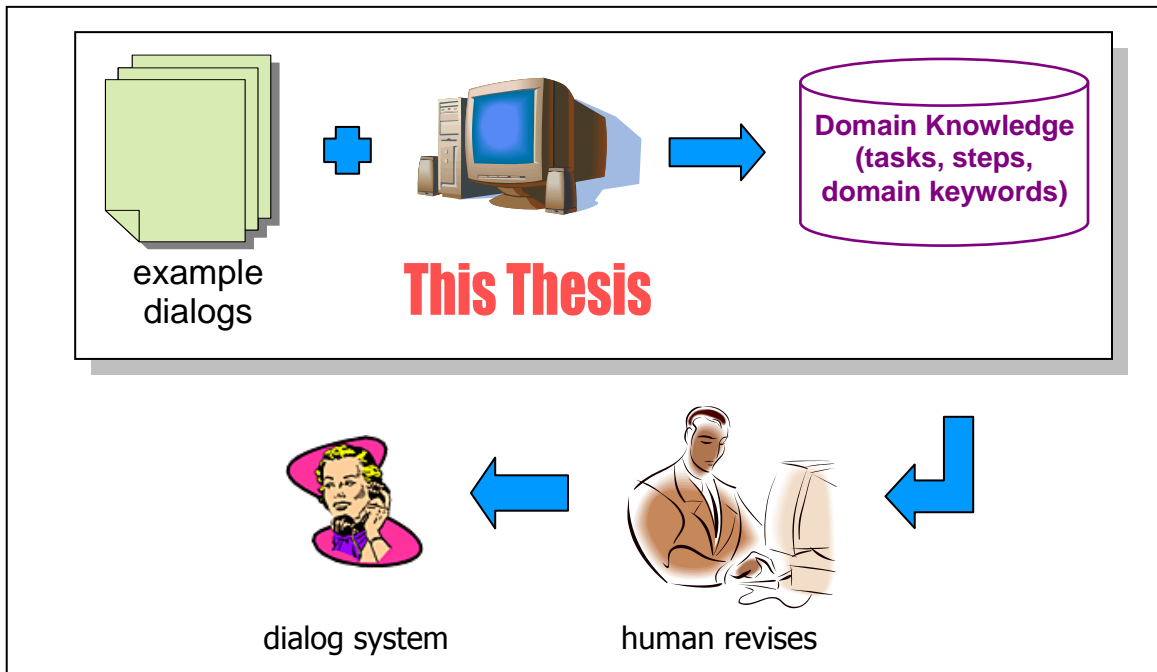 Domain Knowledge
(tasks, steps,
domain keywords)
example
dialogs
This Thesis
dialog system
human revises